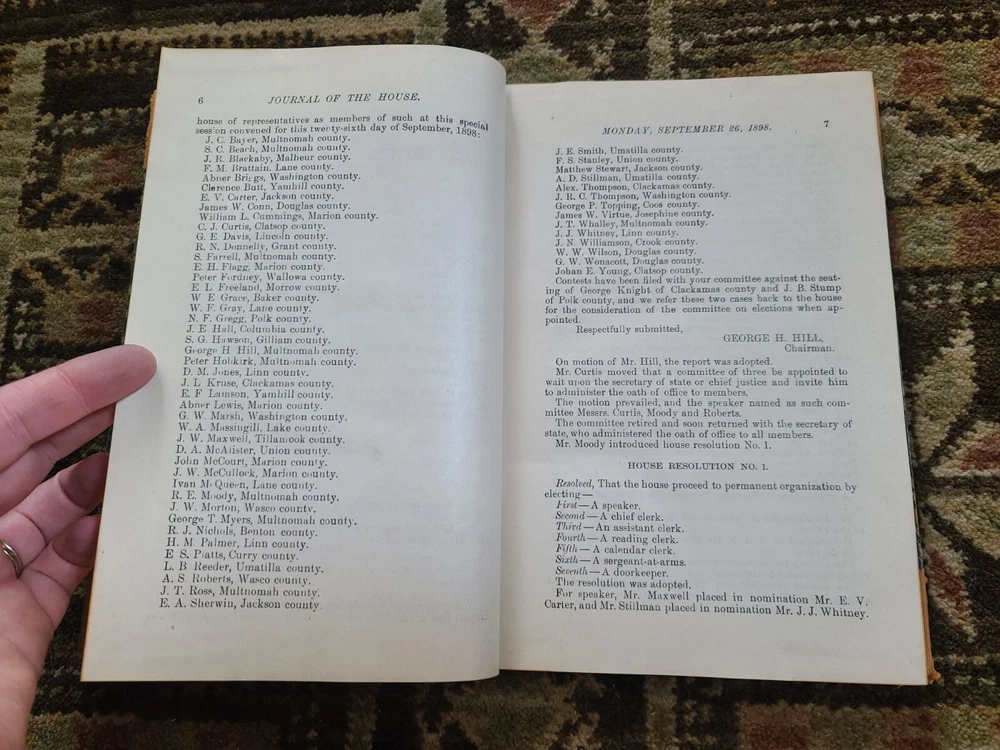 6 JOURNAL OF THE HOUSE.
house of representatives as members of such at this special
session convened for this twenty-sixth day of September, 1898:
J. C. Bayer, Multnomah county.
S. C. Beach, Multnomah county.
J. R. Blackaby, Malheur county.
F. M. Brattain, Lane county.
Abner Briggs, Washington county.
Clarence Butt, Yamhill county.
E. V. Carter, Jackson county.
James W. Conn, Douglas county.
William L. Cummings, Marion county.
C. J. Curtis, Clatsop county.
G. E. Davis, Lincoln county.
R. N. Donnelly, Grant county.
S. Farrell, Multnomah county.
E. H. Flagg, Marion county.
Peter Fordney, Wallowa county.
E. L. Freeland, Morrow county.
W. E Grace, Baker county.
W. F. Gray, Lane county.
N. F. Gregg, Polk county.
J. E Hall, Columbia county.
S. G. Hawson, Gilliam county.
George H Hill, Multnomah county.
Peter Hobkirk, Multnomah county.
D. M. Jones, Linn county.
J. L Kruse, Clackamas county.
E. F Lamson, Yamhill county.
Abner Lewis, Marion county.
G. W. Marsh, Washington county.
W. A. Massingill, Lake county.
J. W. Maxwell, Tillamook county.
D. A. McAlister, Union county.
John McCourt, Marion county.
J. W. McCullock, Marion county.
Ivan McQueen, Lane county.
R. E. Moody, Multnomah county.
J. W. Morton, Wasco county.
George T. Myers, Multnomah county.
R. J. Nichols, Benton county.
H. M. Palmer, Linn county.
E S. Platts, Curry county.
L. B Reeder, Umatilla county.
A. S. Roberts, Wasco county.
J. T. Ross, Multnomah county.
E. A. Sherwin, Jackson county
MONDAY, SEPTEMBER 26, 1898. 7
J. E. Smith, Umatilla county.
F. S. Stanley, Union county.
Matthew Stewart, Jackson county.
A. D. Stillman, Umatilla county.
Alex. Thompson, Clackamas county.
J. R. C. Thompson, Washington county.
George P. Topping, Coos county.
James W. Virtue, Josephine county.
J. T. Whalley, Multnomah county.
J. J. Whitney, Linn county.
J. N. Williamson, Crook county.
W. W. Wilson, Douglas county.
G. W. Wonacott, Douglas county.
Johan E. Young, Clatsop county.
Contests have been filed with your committee against the seat-
ing of George Knight of Clackamas county and J. B. Stump
of Polk county, and we refer these two cases back to the house
for the consideration of the committee on elections when ap-
pointed.
Respectfully submitted,
GEORGE H. HILL,
Chairman.
On motion of Mr. Hill, the report was adopted.
Mr. Curtis moved that a committee of three be appointed to
wait upon the secretary of state or chief justice and invite him
to administer the oath of office to members.
The motion prevailed, and the speaker named as such com-
mittee Messrs. Curtis, Moody and Roberts.
The committee retired and soon returned with the secretary of
state, who administered the oath of office to all members.
Mr. Moody introduced house resolution No. 1.
HOUSE RESOLUTION NO. 1.
Resolved, That the house proceed to permanent organization by
electing—
First—A speaker.
Second—A chief clerk.
Third—An assistant clerk.
Fourth—A reading clerk.
Fifth—A calendar clerk.
Sixth—A sergeant-at-arms.
Seventh—A doorkeeper.
The resolution was adopted.
For speaker, Mr. Maxwell placed in nomination Mr. E. V.
Carter, and Mr. Stillman placed in nomination Mr. J. J. Whitney.